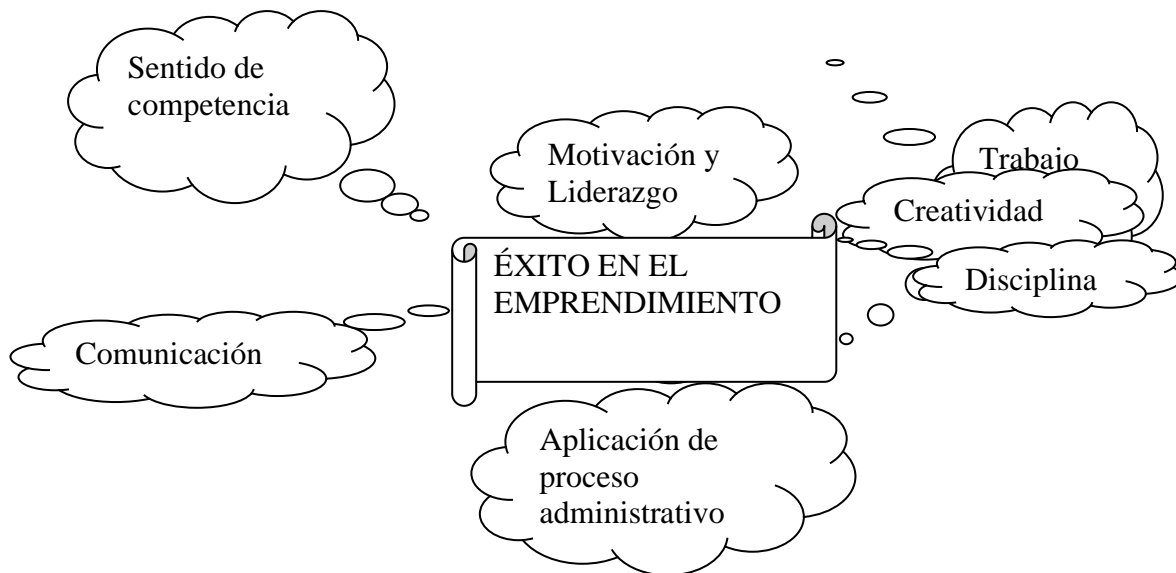 Sentido de
competencia
Motivación y
Liderazgo
Trabajo
Creatividad
Disciplina
ÉXITO EN EL
EMPRENDIMIENTO
Comunicación
Aplicación de
proceso
administrativo